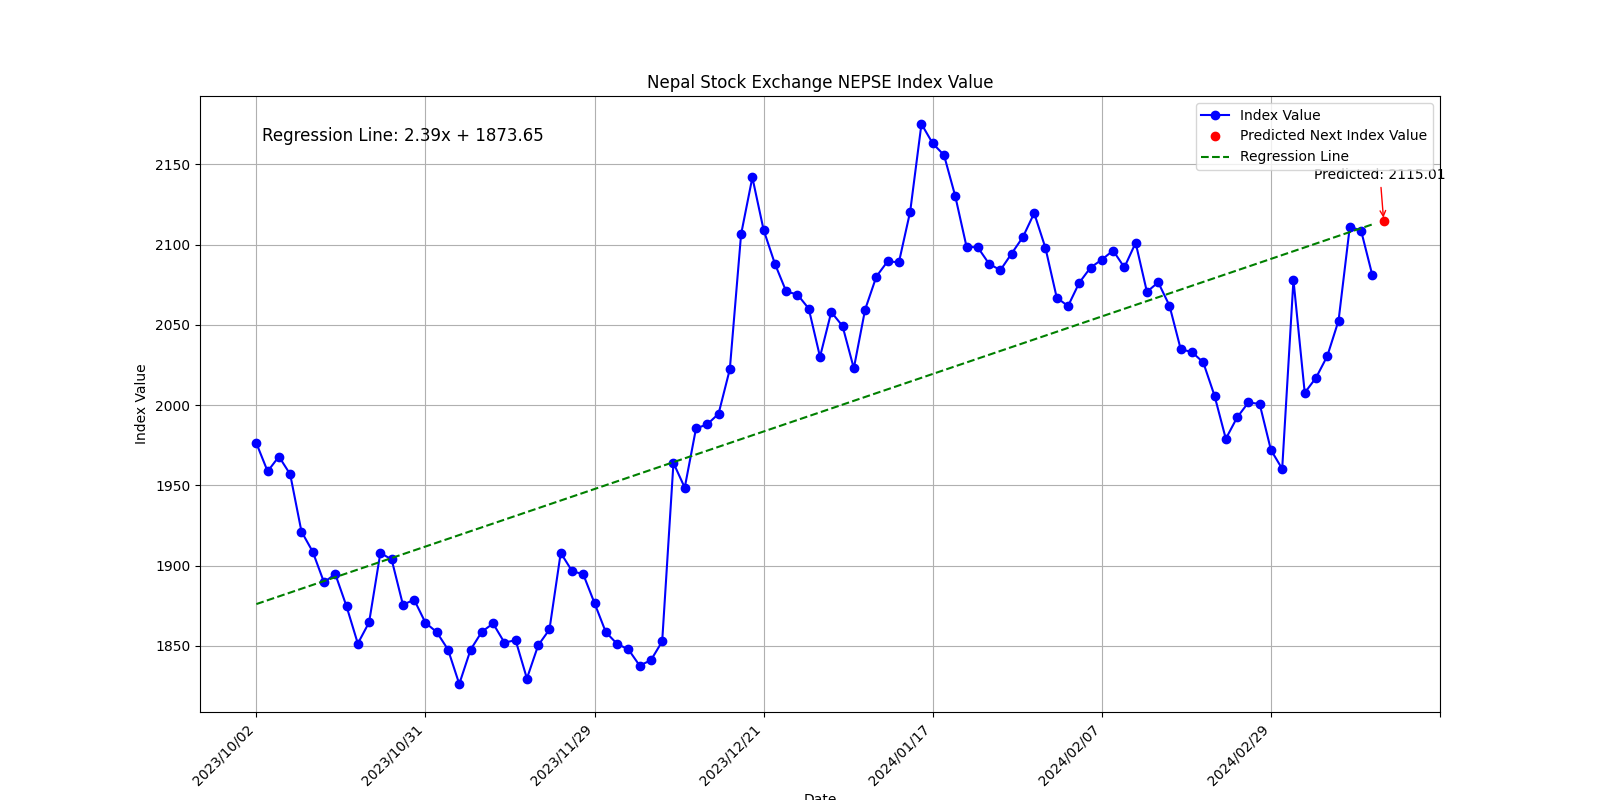 Nepal Stock Exchange NEPSE Index Value
Regression Line: 2.39x + 1873.65
Index Value
Predicted Next Index Value
Regression Line
Predicted: 2115.01
2150
2100
2050
2000
1950
1900
1850
Index Value
2023/10/02
2023/10/31
2023/11/29
2023/12/21
2024/01/17
2024/02/07
2024/02/29
Date